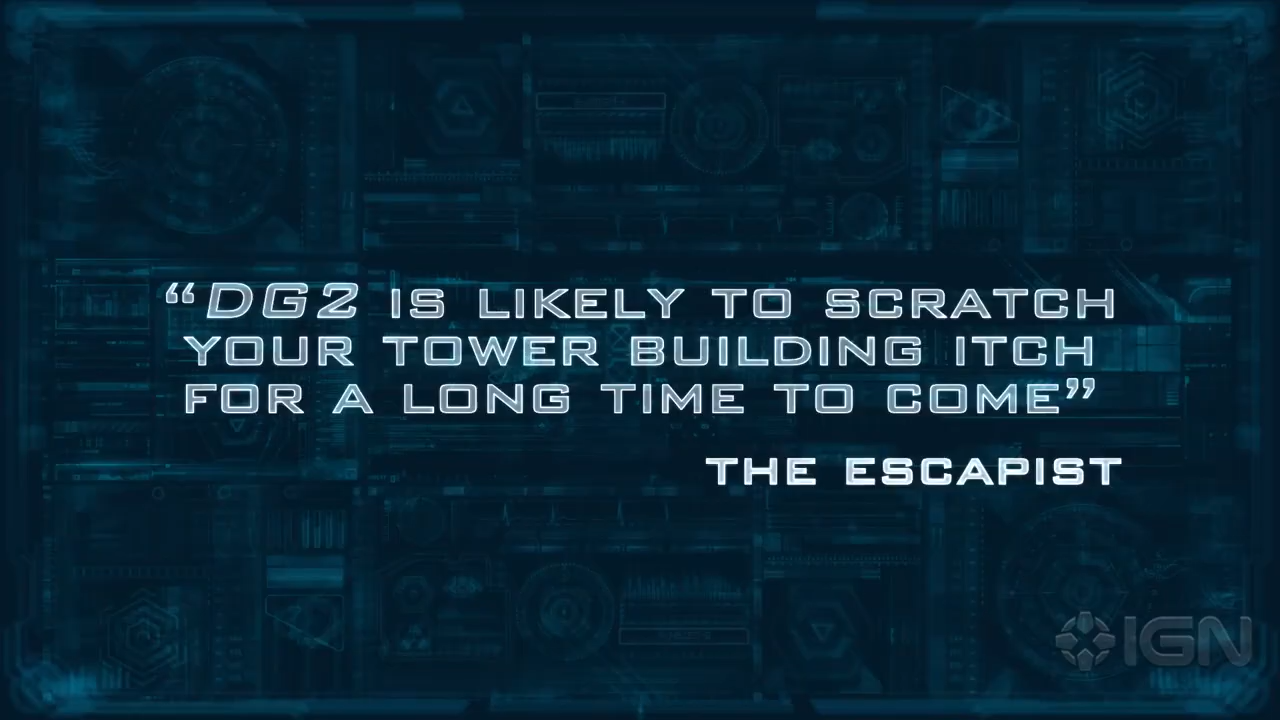 “DG2 IS LIKELY TO SCRATCH
YOUR TOWER BUILDING ITCH
FOR A LONG TIME TO COME”
THE ESCAPIST
IGN